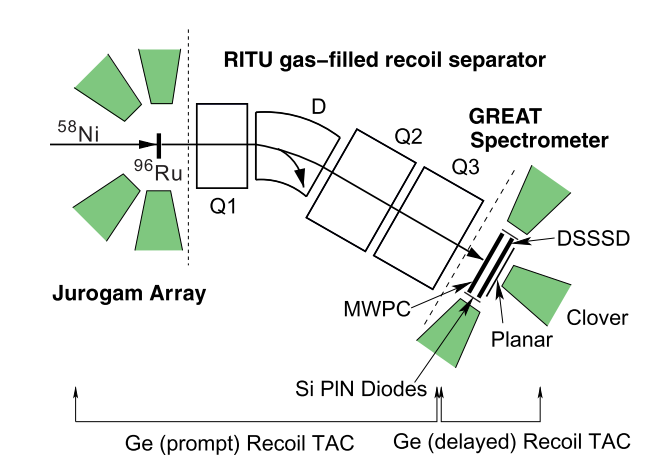 RITU gas–filled recoil separator
D
GREAT
Spectrometer
58Ni
96Ru
Q1
Q2
Q3
DSSSD
Jurogam Array
MWPC
Clover
Planar
Si PIN Diodes
Ge (prompt) Recoil TAC
Ge (delayed) Recoil TAC